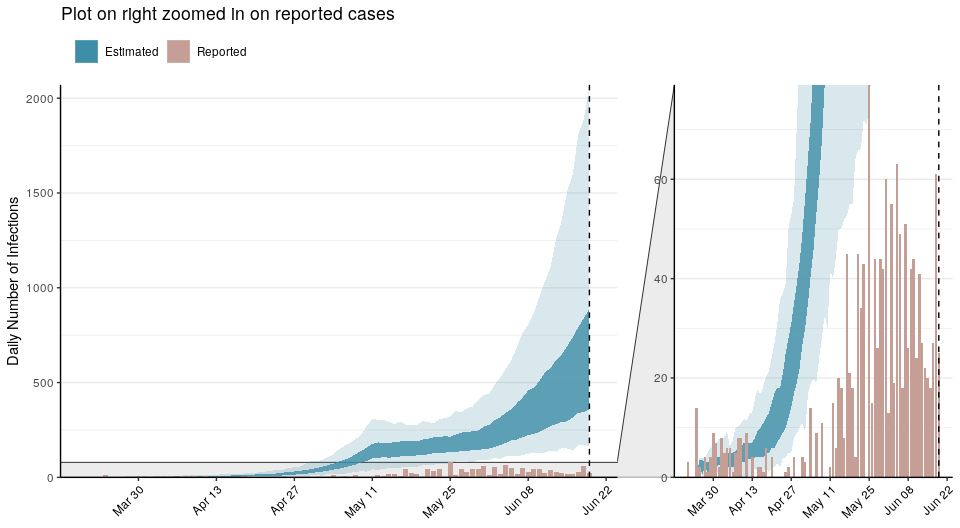 Plot on right zoomed in on reported cases
Estimated Reported
Daily Number of Infections
2000
1500
1000
500
0
Mar 30 Apr 13 Apr 27 May 11 May 25 Jun 08 Jun 22
60
40
20
0
Mar 30 Apr 13 Apr 27 May 11 May 25 Jun 08 Jun 22